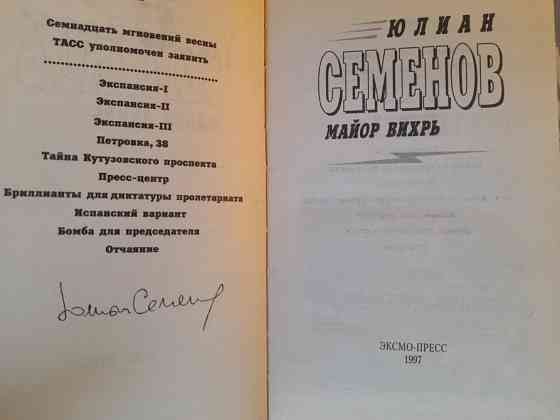 Семнадцать мгновений весны
ТАСС уполномочен заявить
Экспансия-I
Экспансия-II
Экспансия-III
Петровка, 38
Тайна Кутузовского проспекта
Пресс-центр
Бриллианты для диктатуры пролетариата
Испанский вариант
Бомба для председателя
Отчаяние
Юлиан Семенов
ЮЛИАН
СЕМЕНОВ
МАЙОР ВИХРЬ
ЭКСМО-ПРЕСС
1997